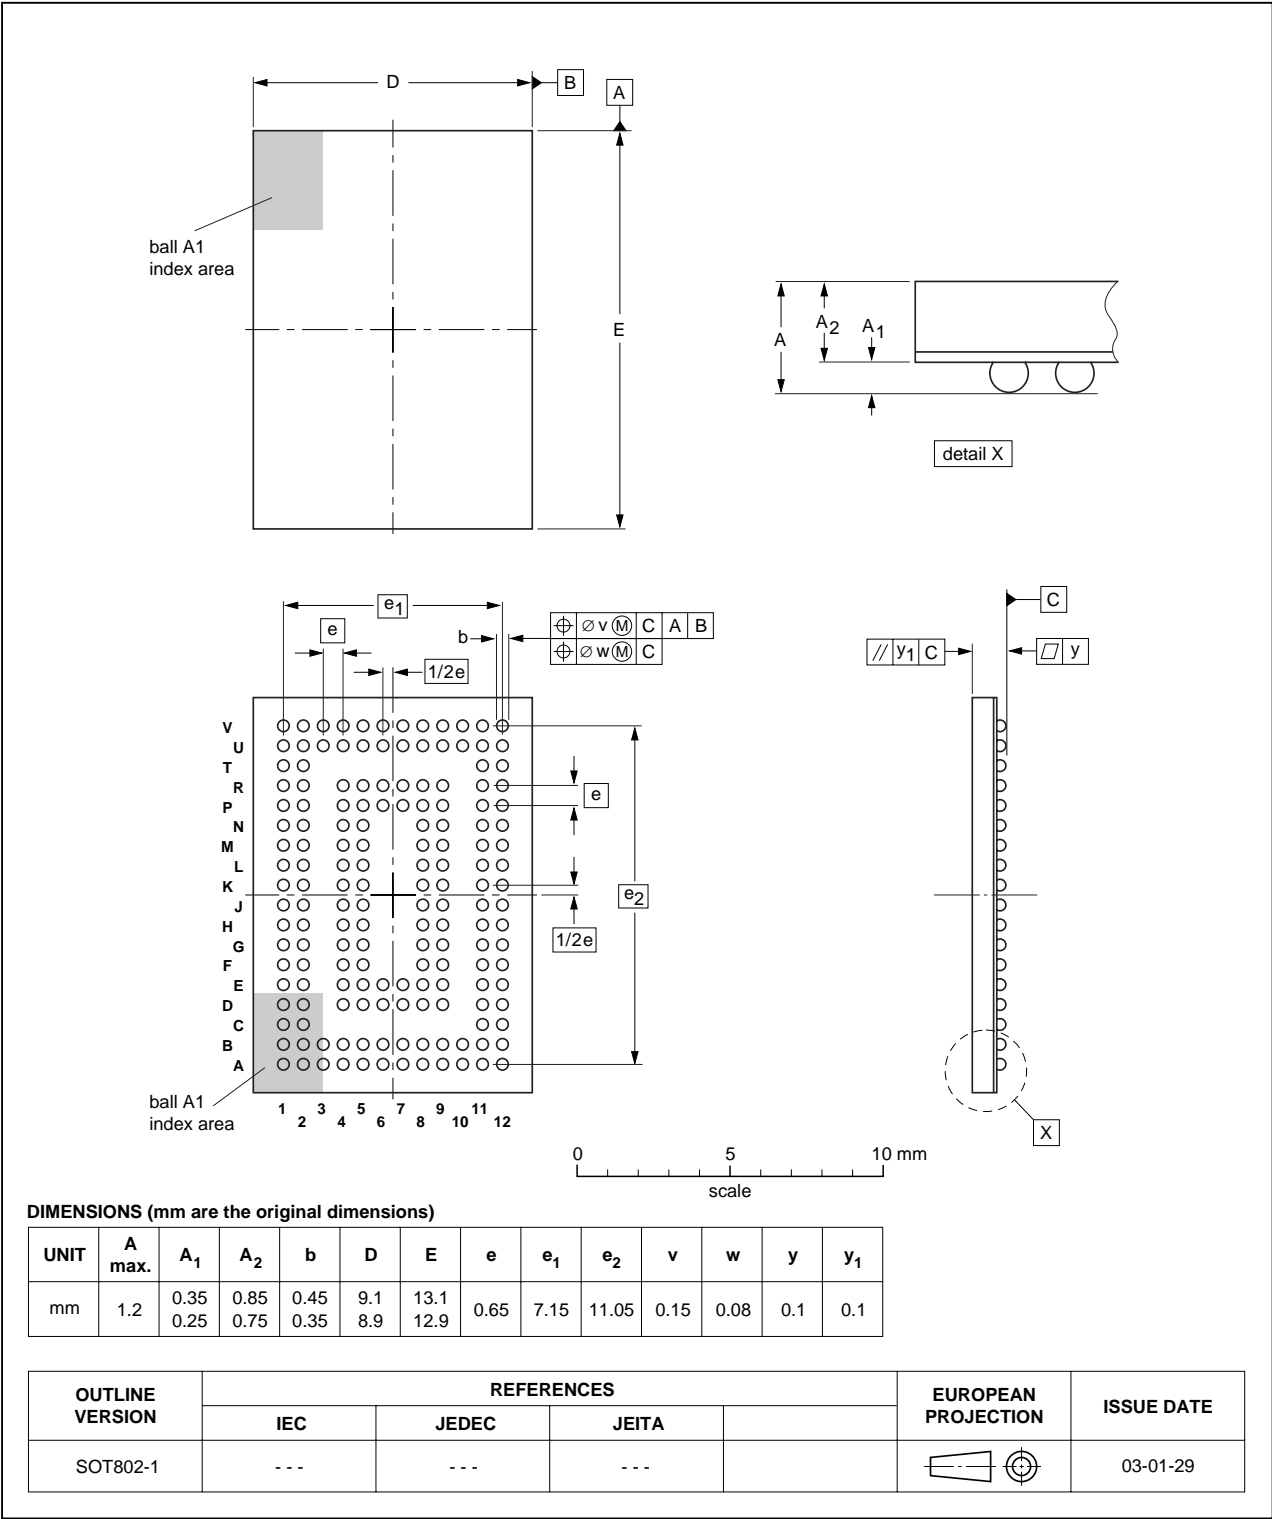 D
B
A
ball A1
index area
E
A
A2
A1
detail X
e1
e
b
⌖ ⌀ v Ⓜ C A B
⌖ ⌀ w Ⓜ C
1/2e
C
// y1 C
▱ y
V
U
T
R
P
N
M
L
K
J
H
G
F
E
D
C
B
A
e
e2
1/2e
ball A1
index area
1 3 5 7 9 11
2 4 6 8 10 12
X
0 5 10 mm
scale
DIMENSIONS (mm are the original dimensions)
UNIT A max. A1 A2 b D E e e1 e2 v w y y1
mm 1.2 0.35 0.25 0.85 0.75 0.45 0.35 9.1 8.9 13.1 12.9 0.65 7.15 11.05 0.15 0.08 0.1 0.1
OUTLINE VERSION REFERENCES EUROPEAN PROJECTION ISSUE DATE
IEC JEDEC JEITA
SOT802-1 - - - - - - - - - 03-01-29